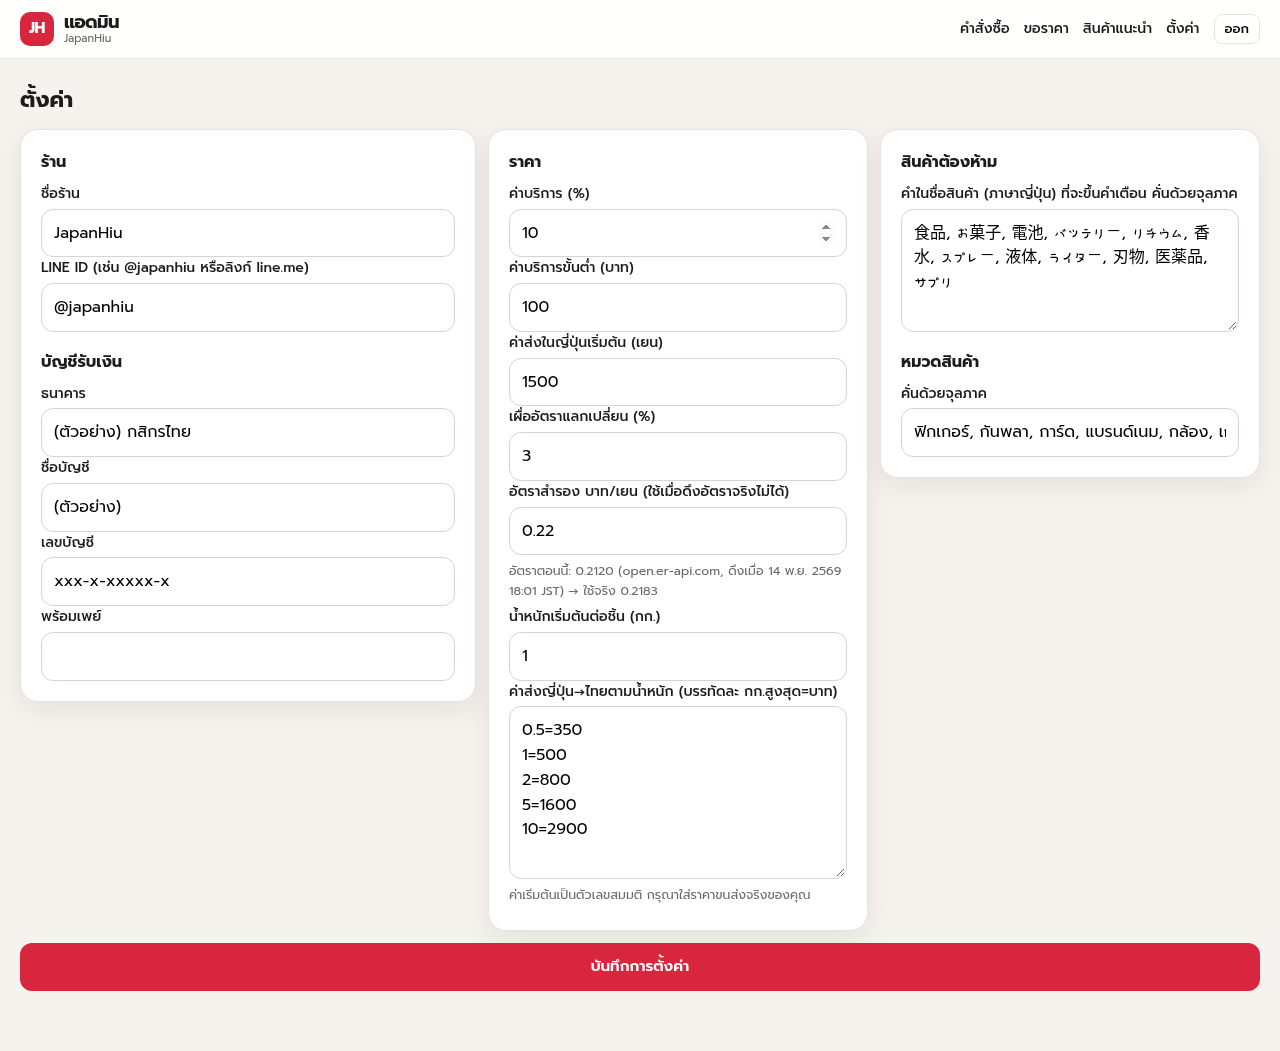 JH
แอดมิน
JapanHiu
คำสั่งซื้อ
ขอราคา
สินค้าแนะนำ
ตั้งค่า
ออก
ตั้งค่า
ร้าน
ชื่อร้าน
JapanHiu
LINE ID (เช่น @japanhiu หรือลิงก์ line.me)
@japanhiu
บัญชีรับเงิน
ธนาคาร
(ตัวอย่าง) กสิกรไทย
ชื่อบัญชี
(ตัวอย่าง)
เลขบัญชี
xxx-x-xxxxx-x
พร้อมเพย์
ราคา
ค่าบริการ (%)
10
ค่าบริการขั้นต่ำ (บาท)
100
ค่าส่งในญี่ปุ่นเริ่มต้น (เยน)
1500
เผื่ออัตราแลกเปลี่ยน (%)
3
อัตราสำรอง บาท/เยน (ใช้เมื่อดึงอัตราจริงไม่ได้)
0.22
อัตราตอนนี้: 0.2120 (open.er-api.com, ดึงเมื่อ 14 พ.ย. 2569
18:01 JST) → ใช้จริง 0.2183
น้ำหนักเริ่มต้นต่อชิ้น (กก.)
1
ค่าส่งญี่ปุ่น→ไทยตามน้ำหนัก (บรรทัดละ กก.สูงสุด=บาท)
0.5=350
1=500
2=800
5=1600
10=2900
ค่าเริ่มต้นเป็นตัวเลขสมมติ กรุณาใส่ราคาขนส่งจริงของคุณ
สินค้าต้องห้าม
คำในชื่อสินค้า (ภาษาญี่ปุ่น) ที่จะขึ้นคำเตือน คั่นด้วยจุลภาค
食品, お菓子, 電池, バッテリー, リチウム, 香
水, スプレー, 液体, ライター, 刃物, 医薬品,
サプリ
หมวดสินค้า
คั่นด้วยจุลภาค
ฟิกเกอร์, กันพลา, การ์ด, แบรนด์เนม, กล้อง,
บันทึกการตั้งค่า